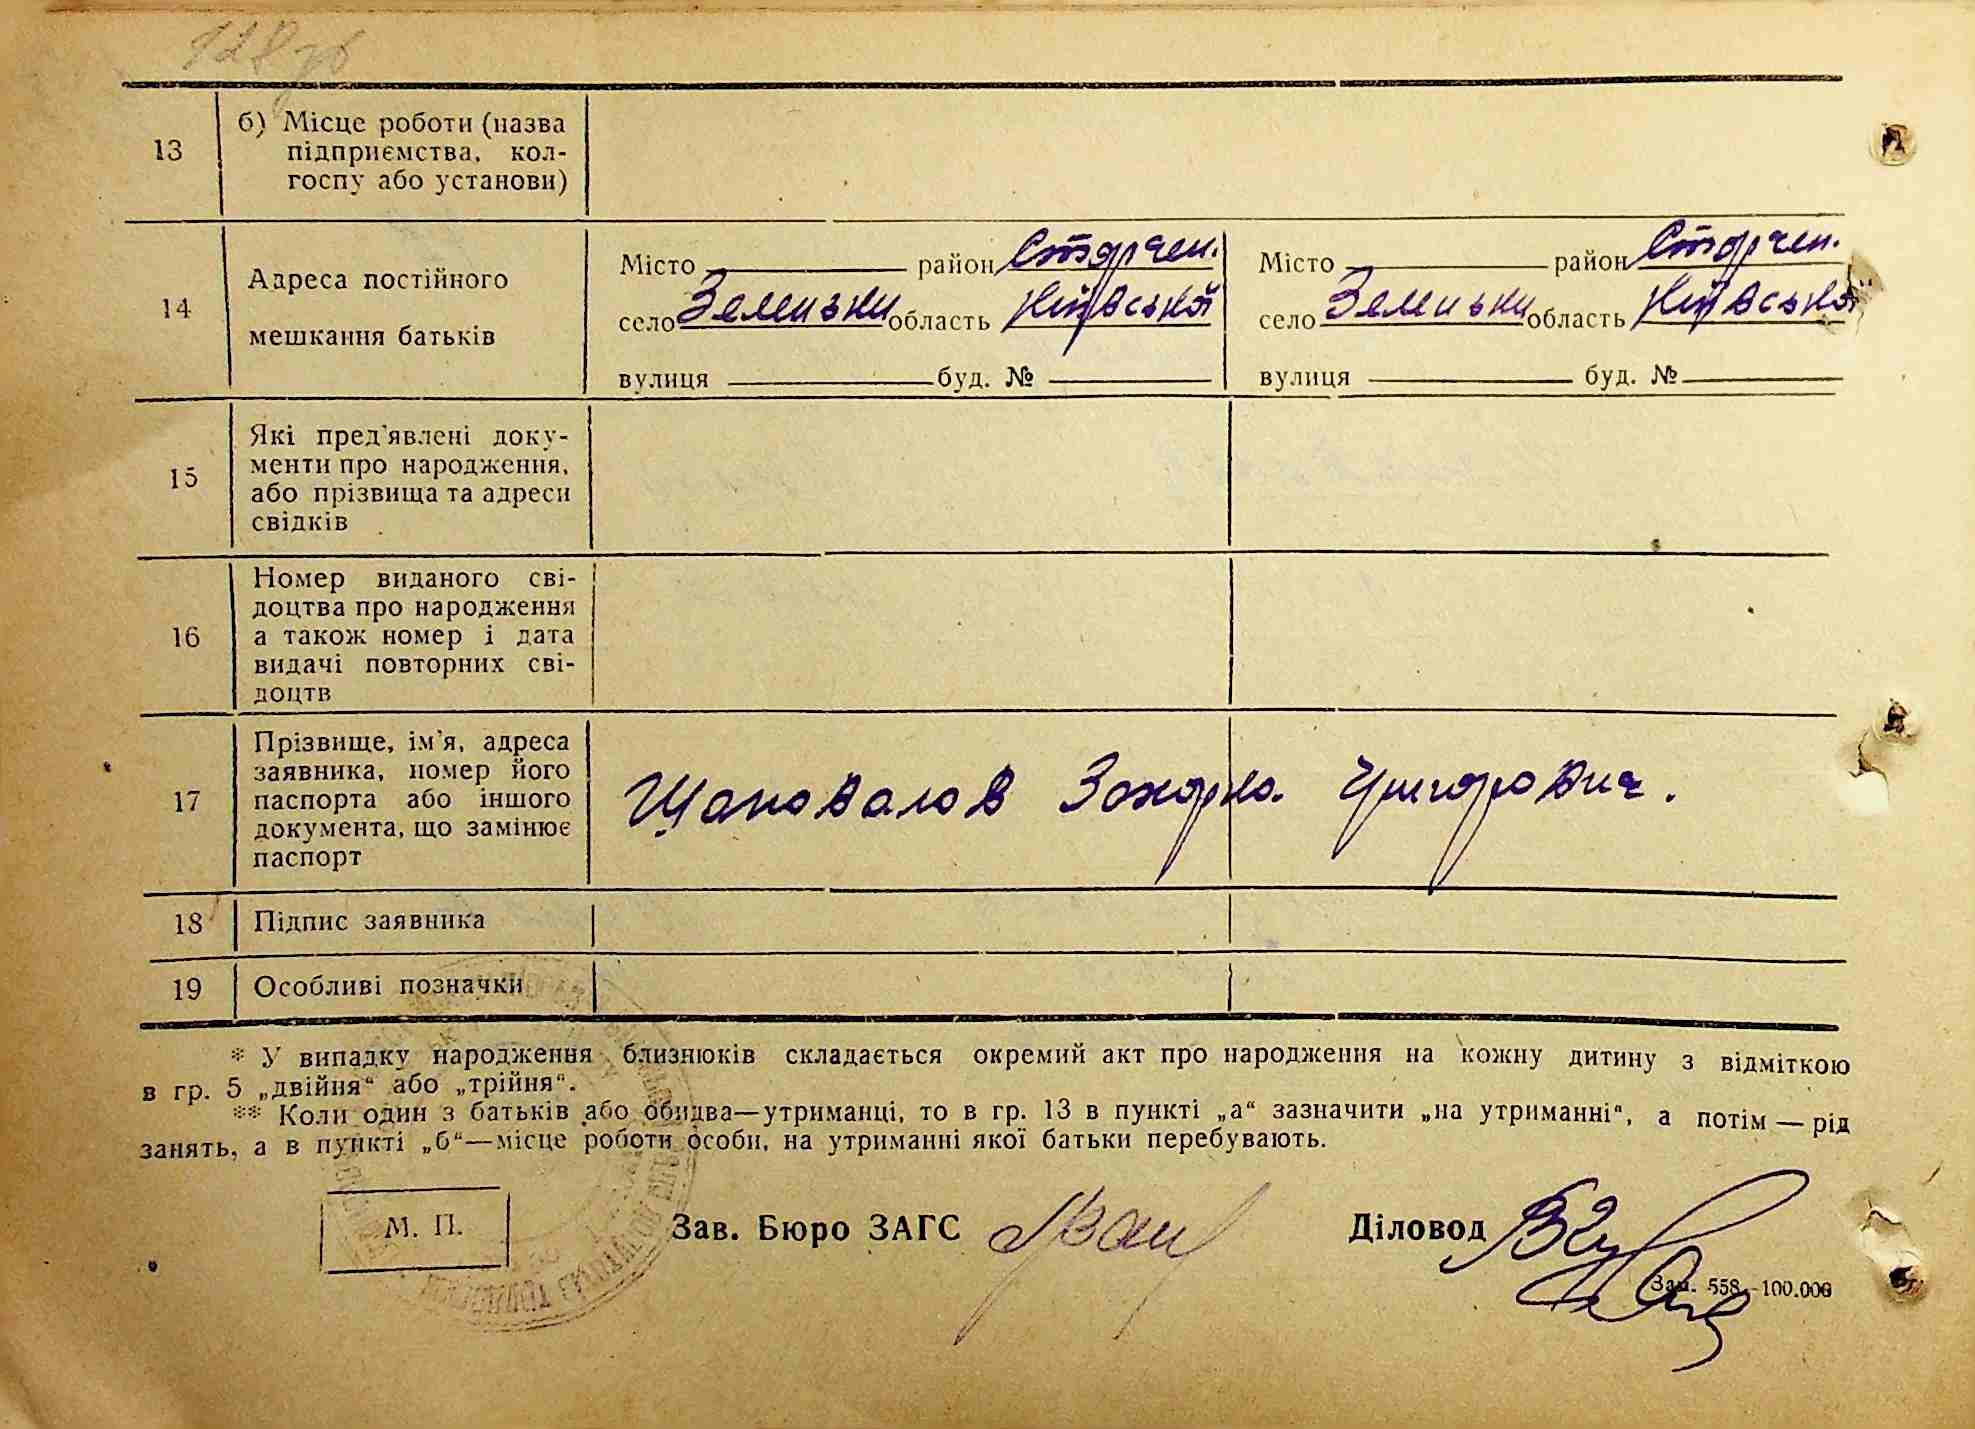 13
б) Місце роботи (назва
підприємства, кол-
госпу або установи)
14
Адреса постійного
мешкання батьків
Місто район
село область Київської
вулиця буд. №
Місто район
село область Київської
вулиця буд. №
15
Які пред'явлені доку-
менти про народження,
або прізвища та адреси
свідків
16
Номер виданого сві-
доцтва про народження
а також номер і дата
видачі повторних сві-
доцтв
17
Прізвище, ім'я, адреса
заявника, номер його
паспорта або іншого
документа, що замінює
паспорт
Шаповалов Григорович.
18
Підпис заявника
19
Особливі позначки
* У випадку народження близнюків складається окремий акт про народження на кожну дитину з відміткою
в гр. 5 „двійня“ або „трійня“.
** Коли один з батьків або обидва—утриманці, то в гр. 13 в пункті „а“ зазначити „на утриманні“, а потім — рід
занять, а в пункті „б“—місце роботи особи, на утриманні якої батьки перебувають.
М. П.
Зав. Бюро ЗАГС
Діловод
Зам. 558—100.000